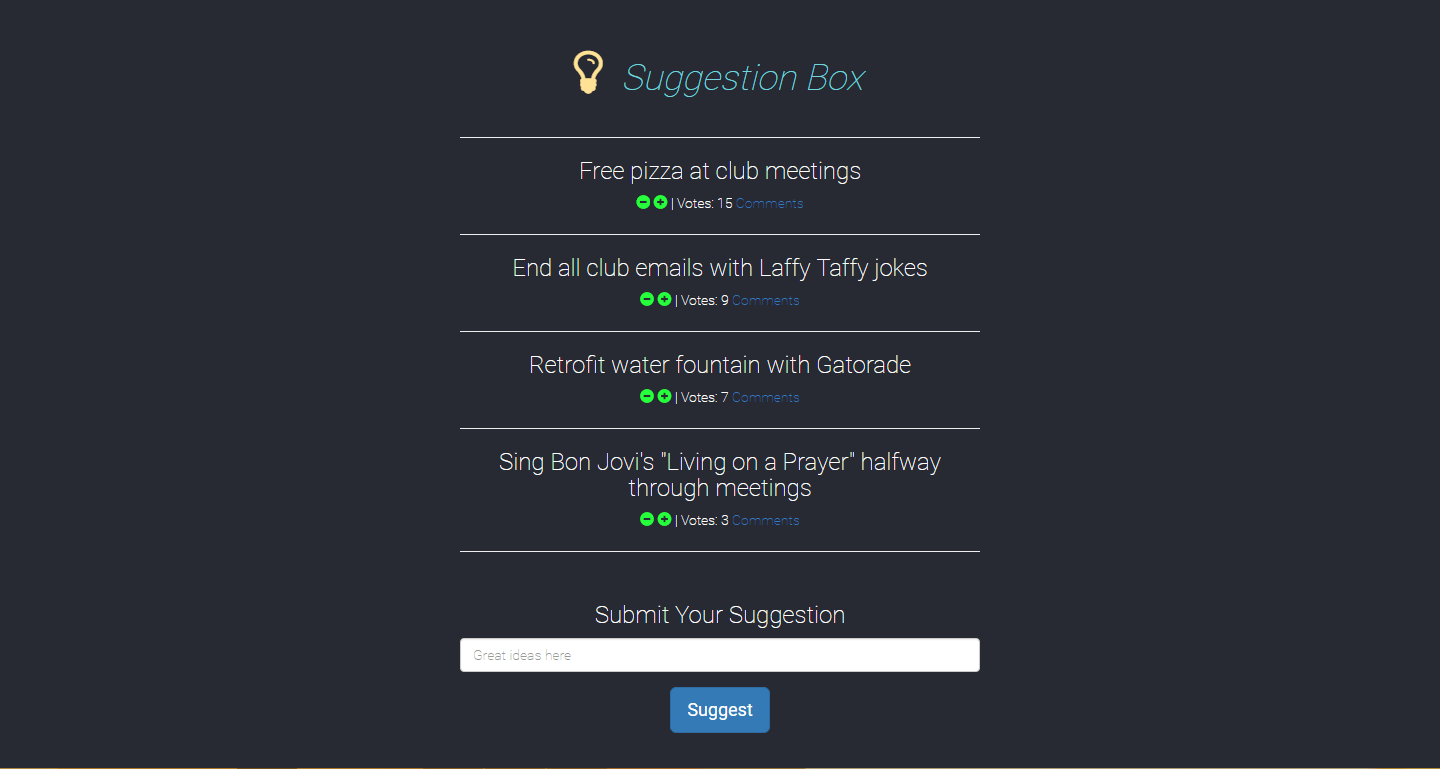 Suggestion Box
Free pizza at club meetings
| Votes: 15 Comments
End all club emails with Laffy Taffy jokes
| Votes: 9 Comments
Retrofit water fountain with Gatorade
| Votes: 7 Comments
Sing Bon Jovi's "Living on a Prayer" halfway
through meetings
| Votes: 3 Comments
Submit Your Suggestion
Great ideas here
Suggest